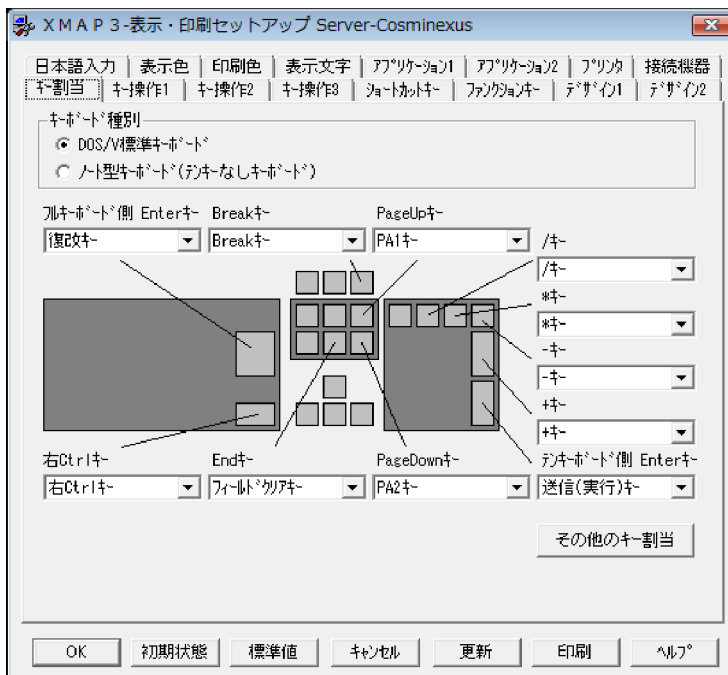 XMAP3-表示・印刷セットアップ Server-Cosminexus
日本語入力 表示色 印刷色 表示文字 ｱﾌﾟﾘｹｰｼｮﾝ1 ｱﾌﾟﾘｹｰｼｮﾝ2 ﾌﾟﾘﾝﾀ 接続機器
ｷｰ割当 ｷｰ操作1 ｷｰ操作2 ｷｰ操作3 ｼｮｰﾄｶｯﾄｷｰ ﾌｧﾝｸｼｮﾝｷｰ ﾃﾞｻﾞｲﾝ1 ﾃﾞｻﾞｲﾝ2
ｷｰﾎﾞｰﾄﾞ種別
DOS/V標準ｷｰﾎﾞｰﾄﾞ
ﾉｰﾄ型ｷｰﾎﾞｰﾄﾞ(ﾃﾝｷｰなしｷｰﾎﾞｰﾄﾞ)
ﾌﾙｷｰﾎﾞｰﾄﾞ側 Enterｷｰ Breakｷｰ PageUpｷｰ
復改ｷｰ Breakｷｰ PA1ｷｰ
/ｷｰ
/ｷｰ
*ｷｰ
*ｷｰ
-ｷｰ
-ｷｰ
+ｷｰ
+ｷｰ
右Ctrlｷｰ Endｷｰ PageDownｷｰ ﾃﾝｷｰﾎﾞｰﾄﾞ側 Enterｷｰ
右Ctrlｷｰ ﾌｨｰﾙﾄﾞｸﾘｱｷｰ PA2ｷｰ 送信(実行)ｷｰ
その他のｷｰ割当
OK 初期状態 標準値 ｷｬﾝｾﾙ 更新 印刷 ﾍﾙﾌﾟ